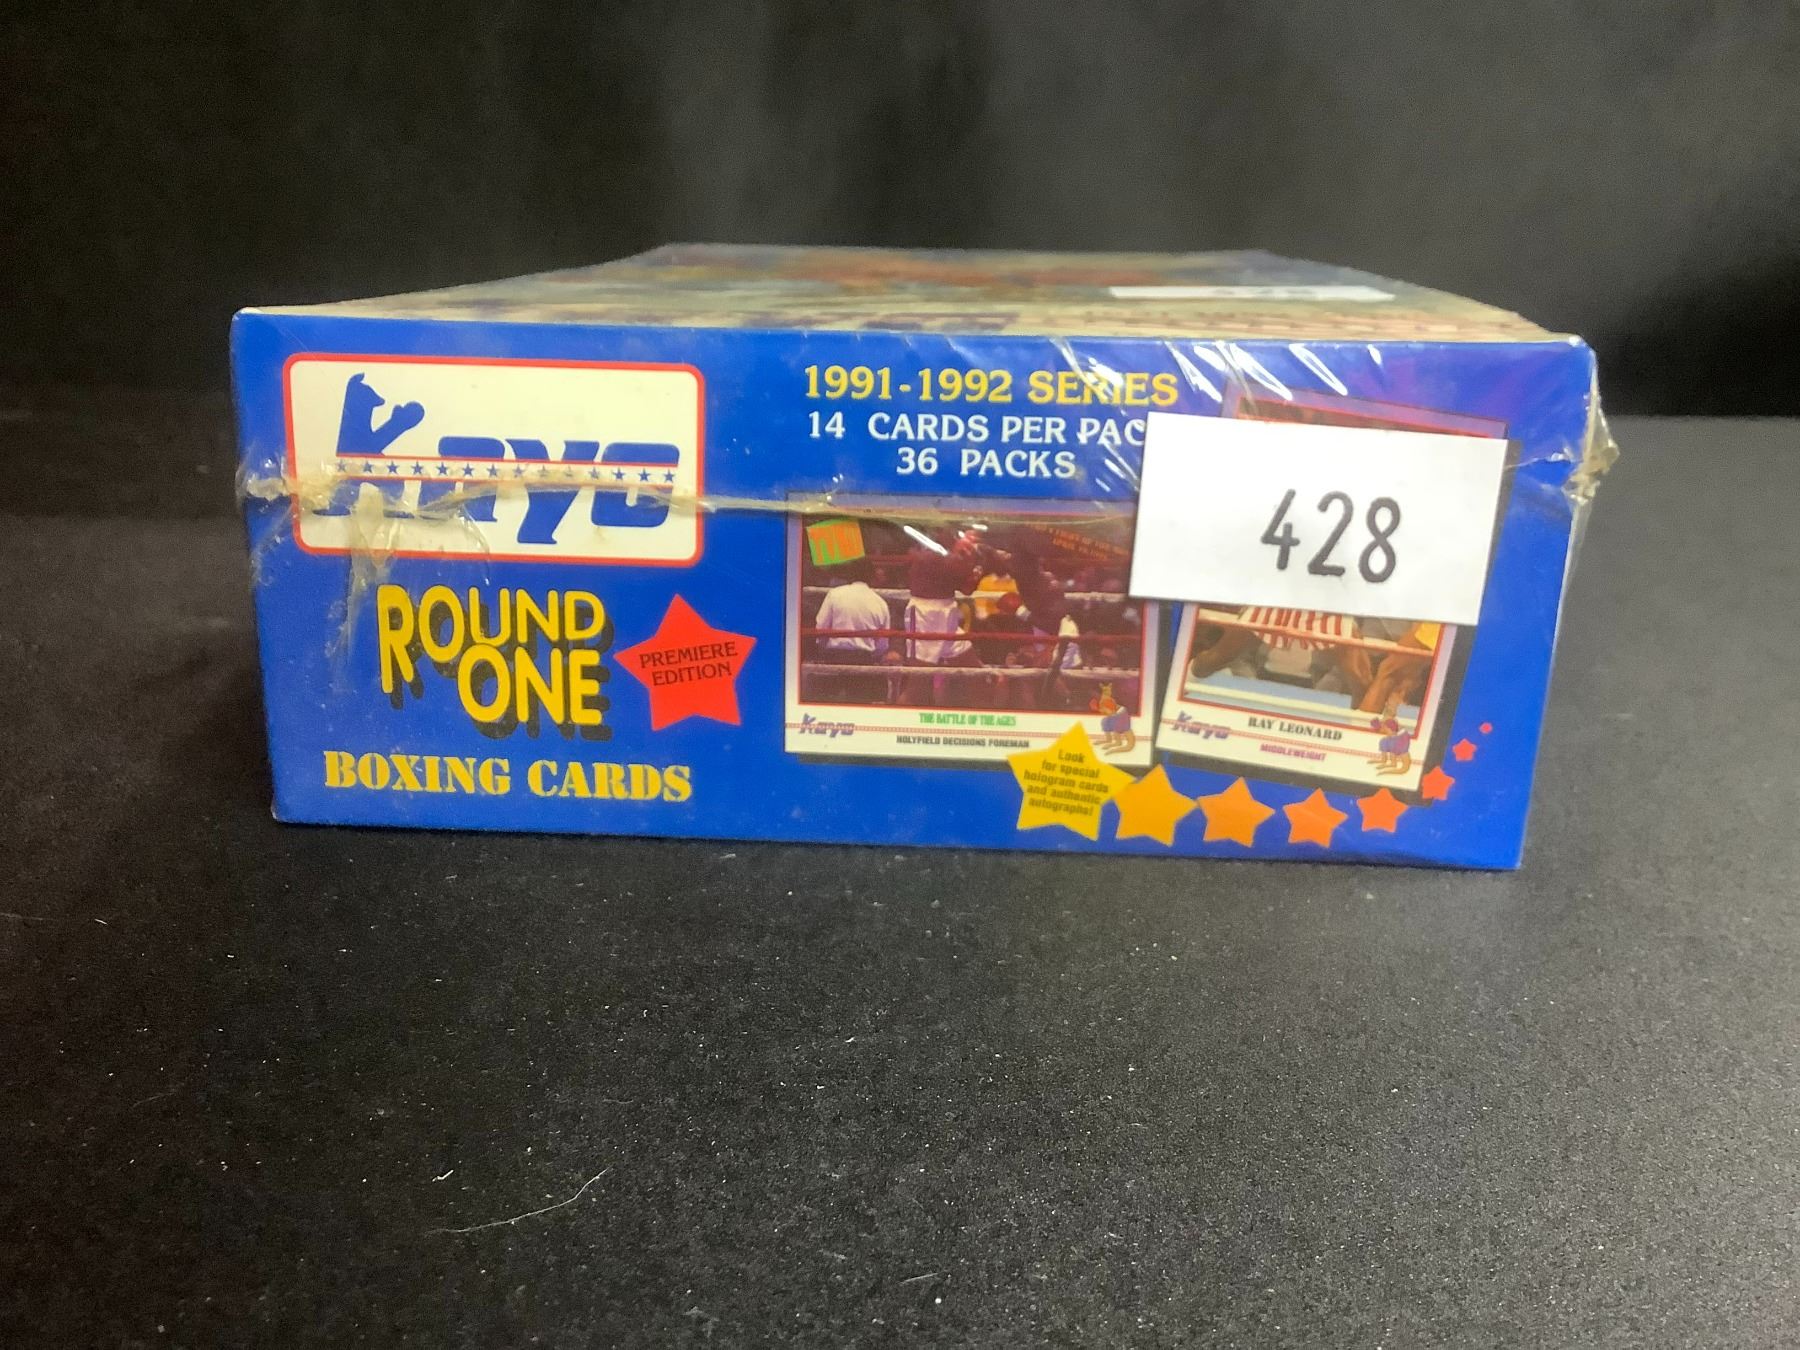 Kayo
ROUND
ONE
PREMIERE
EDITION
BOXING CARDS
1991-1992 SERIES
14 CARDS PER PAC
36 PACKS
428
Kayo
THE BATTLE OF THE AGES
HOLYFIELD DECISIONS FOREMAN
Kayo
RAY LEONARD
MIDDLEWEIGHT
Look
for special
hologram cards
and authentic
autographs!